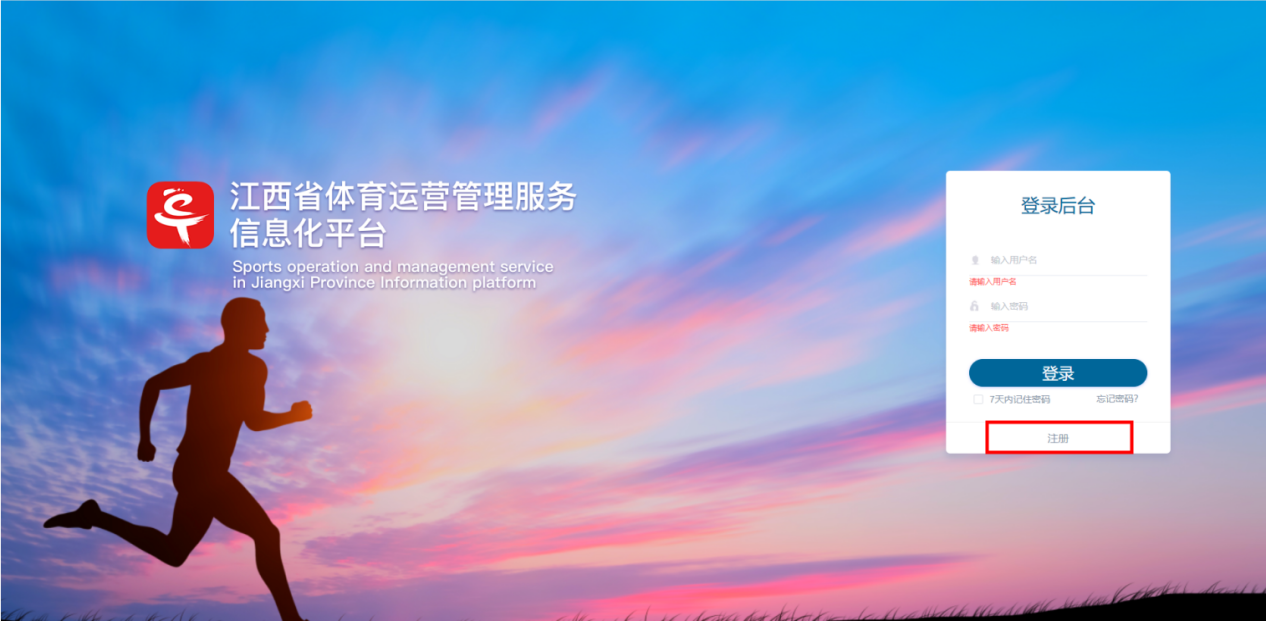 江西省体育运营管理服务
信息化平台
Sports operation and management service
in Jiangxi Province Information platform
登录后台
输入用户名
请输入用户名
输入密码
请输入密码
登录
7天内记住密码 忘记密码?
注册